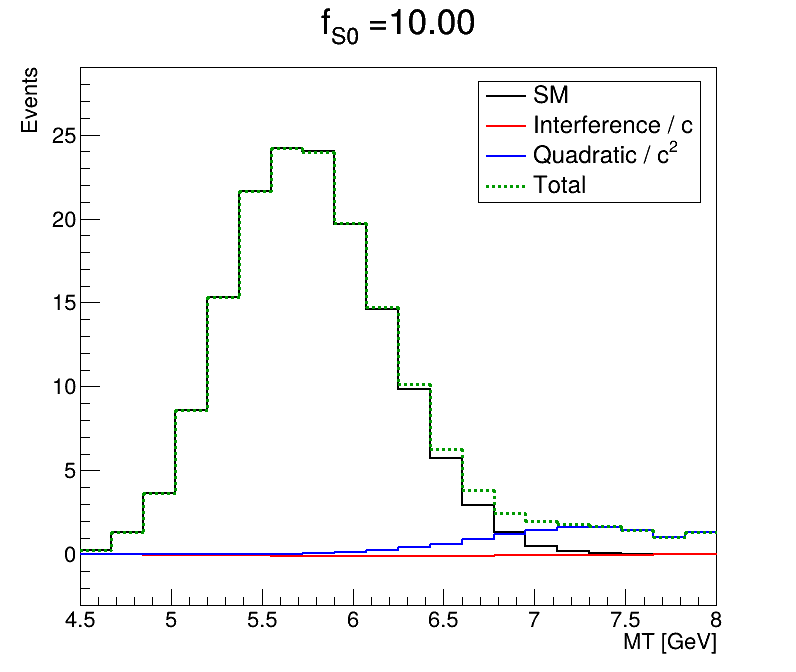 f_S0 =10.00
Events
SM
Interference / c
Quadratic / c²
Total
25
20
15
10
5
0
4.5 5 5.5 6 6.5 7 7.5 8
MT [GeV]